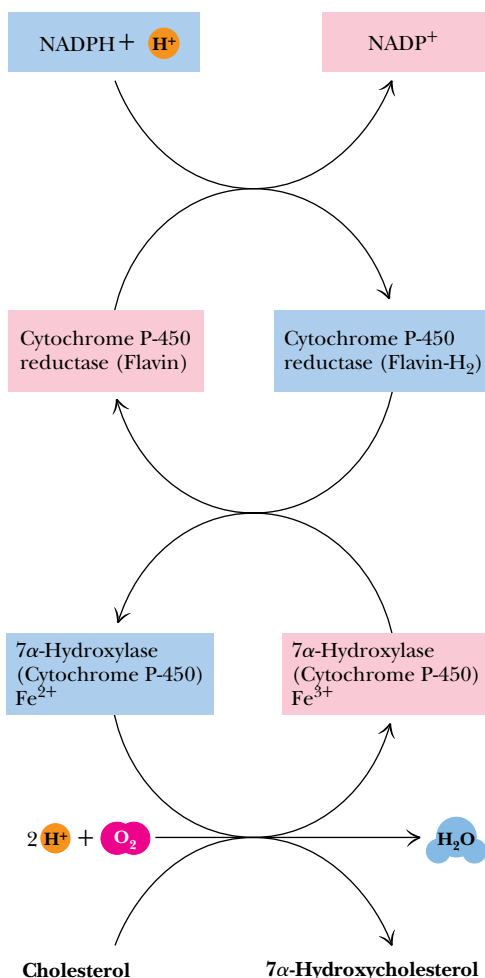 NADPH + H⁺
NADP⁺
Cytochrome P-450
reductase (Flavin)
Cytochrome P-450
reductase (Flavin-H₂)
7α-Hydroxylase
(Cytochrome P-450)
Fe²⁺
7α-Hydroxylase
(Cytochrome P-450)
Fe³⁺
2 H⁺ + O₂
H₂O
Cholesterol
7α-Hydroxycholesterol